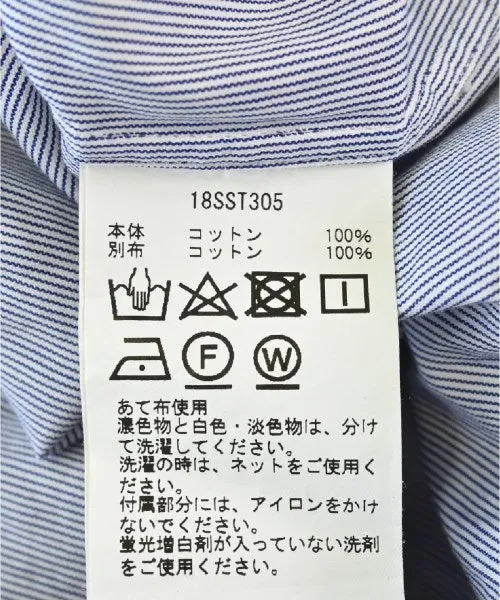 18SST305
本体 コットン 100%
別布 コットン 100%
F W
あて布使用
濃色物と白色・淡色物は、分け
て洗濯してください。
洗濯の時は、ネットをご使用く
ださい。
付属部分には、アイロンをかけ
ないでください。
蛍光増白剤が入っていない洗剤
をご使用ください。